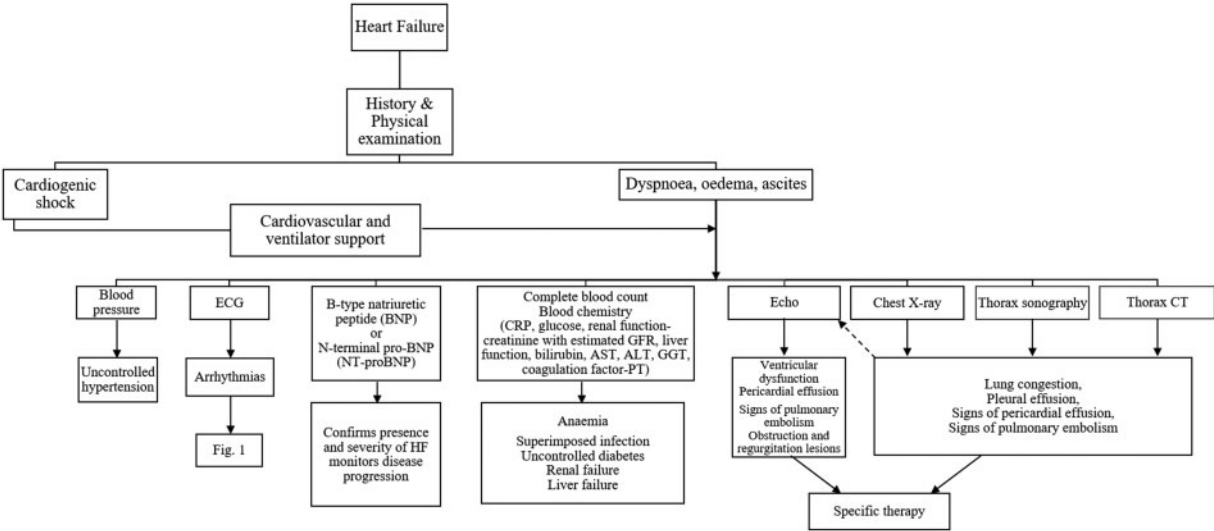 Heart Failure
History &
Physical
examination
Cardiogenic
shock
Dyspnoea, oedema, ascites
Cardiovascular and
ventilator support
Blood
pressure
ECG
B-type natriuretic
peptide (BNP)
or
N-terminal pro-BNP
(NT-proBNP)
Complete blood count
Blood chemistry
(CRP, glucose, renal function-
creatinine with estimated GFR, liver
function, bilirubin, AST, ALT, GGT,
coagulation factor-PT)
Echo
Chest X-ray
Thorax sonography
Thorax CT
Uncontrolled
hypertension
Arrhythmias
Fig. 1
Confirms presence
and severity of HF
monitors disease
progression
Anaemia
Superimposed infection
Uncontrolled diabetes
Renal failure
Liver failure
Ventricular
dysfunction
Pericardial effusion
Signs of pulmonary
embolism
Obstruction and
regurgitation lesions
Lung congestion,
Pleural effusion,
Signs of pericardial effusion,
Signs of pulmonary embolism
Specific therapy